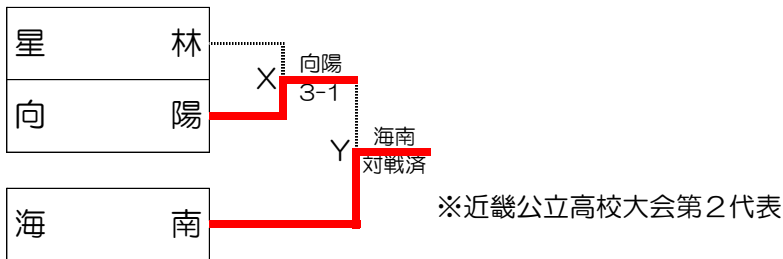 星 林
向陽
X
3-1
向 陽
海南
Y
対戦済
海 南
※近畿公立高校大会第２代表